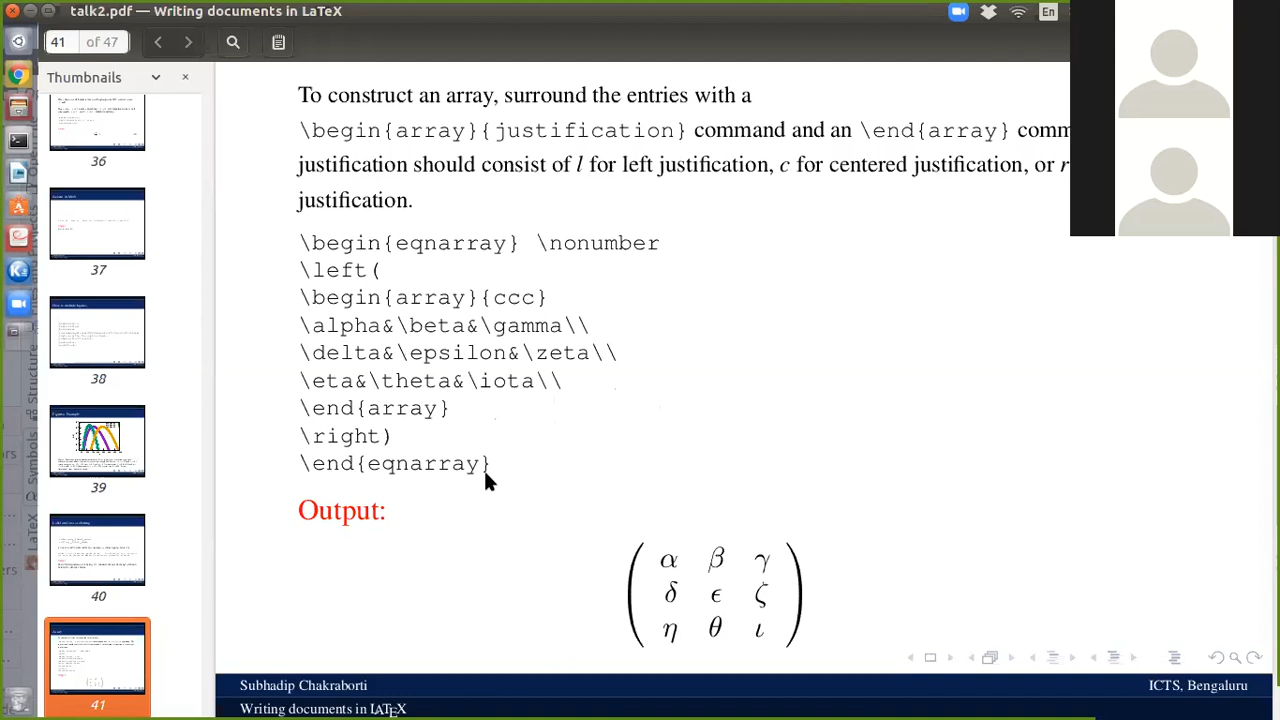 talk2.pdf — Writing documents in LaTeX
En
41 of 47
Thumbnails
36
37
38
39
40
41
To construct an array, surround the entries with a
\begin{array}{justification} command and an \end{array} comm
justification should consist of l for left justification, c for centered justification, or r
justification.
\begin{eqnarray} \nonumber
\left(
\begin{array}{ccc}
\alpha&\beta&\gamma\\
\delta&\epsilon&\zeta\\
\eta&\theta&\iota\\
\end{array}
\right)
\end{eqnarray}
Output:
α β γ
δ ϵ ζ
η θ ι
Subhadip Chakraborti
ICTS, Bengaluru
Writing documents in LATEX